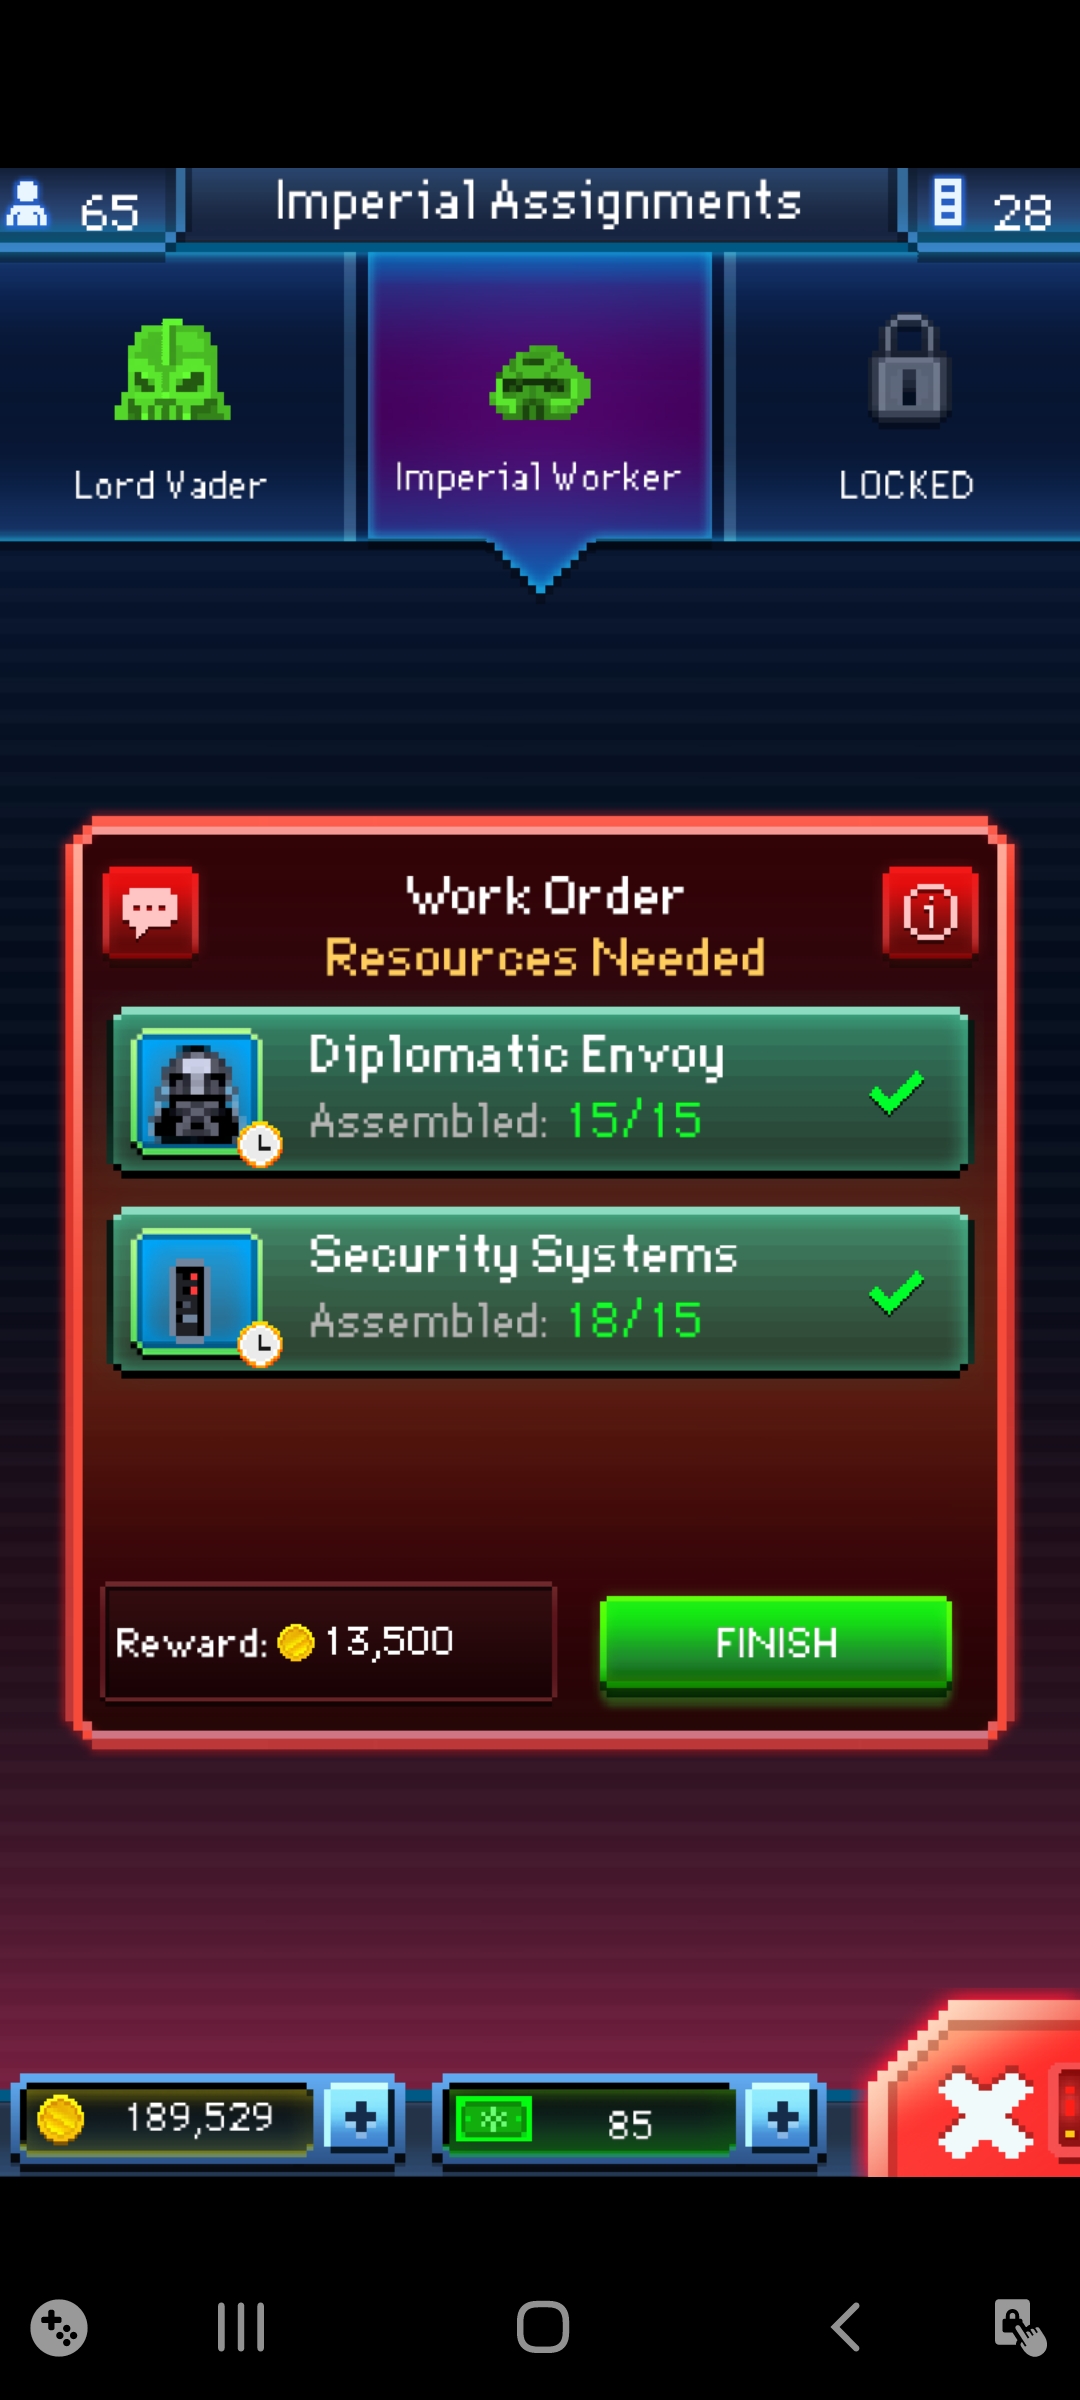 65
Imperial Assignments
28
Lord Vader
Imperial Worker
LOCKED
Work Order
Resources Needed
Diplomatic Envoy
Assembled: 15/15
Security Systems
Assembled: 18/15
Reward: 13,500
FINISH
189,529
85